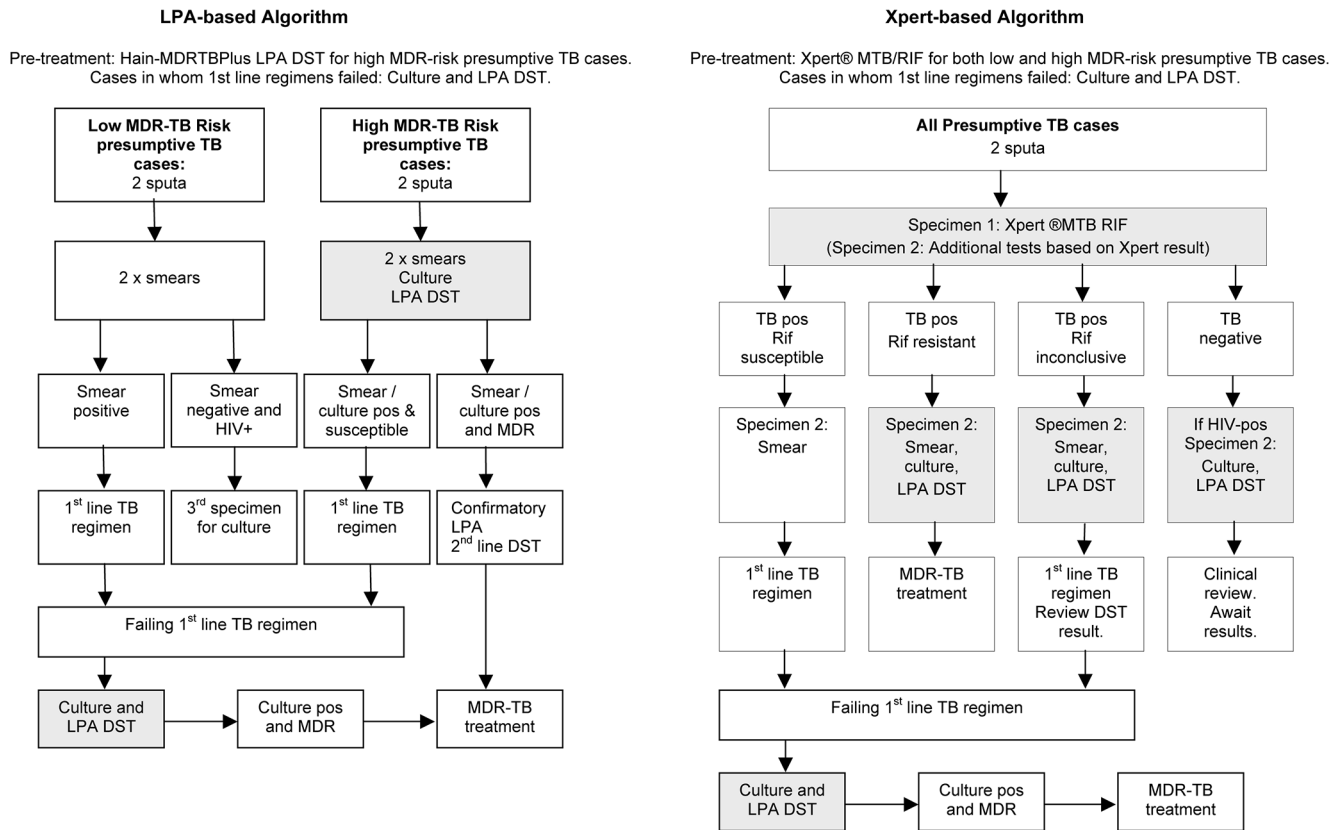 LPA-based Algorithm
Pre-treatment: Hain-MDRTBPlus LPA DST for high MDR-risk presumptive TB cases.
Cases in whom 1st line regimens failed: Culture and LPA DST.
Low MDR-TB Risk
presumptive TB
cases:
2 sputa
High MDR-TB Risk
presumptive TB
cases:
2 sputa
2 x smears
2 x smears
Culture
LPA DST
Smear
positive
Smear
negative and
HIV+
Smear /
culture pos &
susceptible
Smear /
culture pos
and MDR
1st line TB
regimen
3rd specimen
for culture
1st line TB
regimen
Confirmatory
LPA
2nd line DST
Failing 1st line TB regimen
Culture and
LPA DST
Culture pos
and MDR
MDR-TB
treatment
Xpert-based Algorithm
Pre-treatment: Xpert® MTB/RIF for both low and high MDR-risk presumptive TB cases.
Cases in whom 1st line regimens failed: Culture and LPA DST.
All Presumptive TB cases
2 sputa
Specimen 1: Xpert ®MTB RIF
(Specimen 2: Additional tests based on Xpert result)
TB pos
Rif
susceptible
TB pos
Rif resistant
TB pos
Rif
inconclusive
TB
negative
Specimen 2:
Smear
Specimen 2:
Smear,
culture,
LPA DST
Specimen 2:
Smear,
culture,
LPA DST
If HIV-pos
Specimen 2:
Culture,
LPA DST
1st line TB
regimen
MDR-TB
treatment
1st line TB
regimen
Review DST
result.
Clinical
review.
Await
results.
Failing 1st line TB regimen
Culture and
LPA DST
Culture pos
and MDR
MDR-TB
treatment